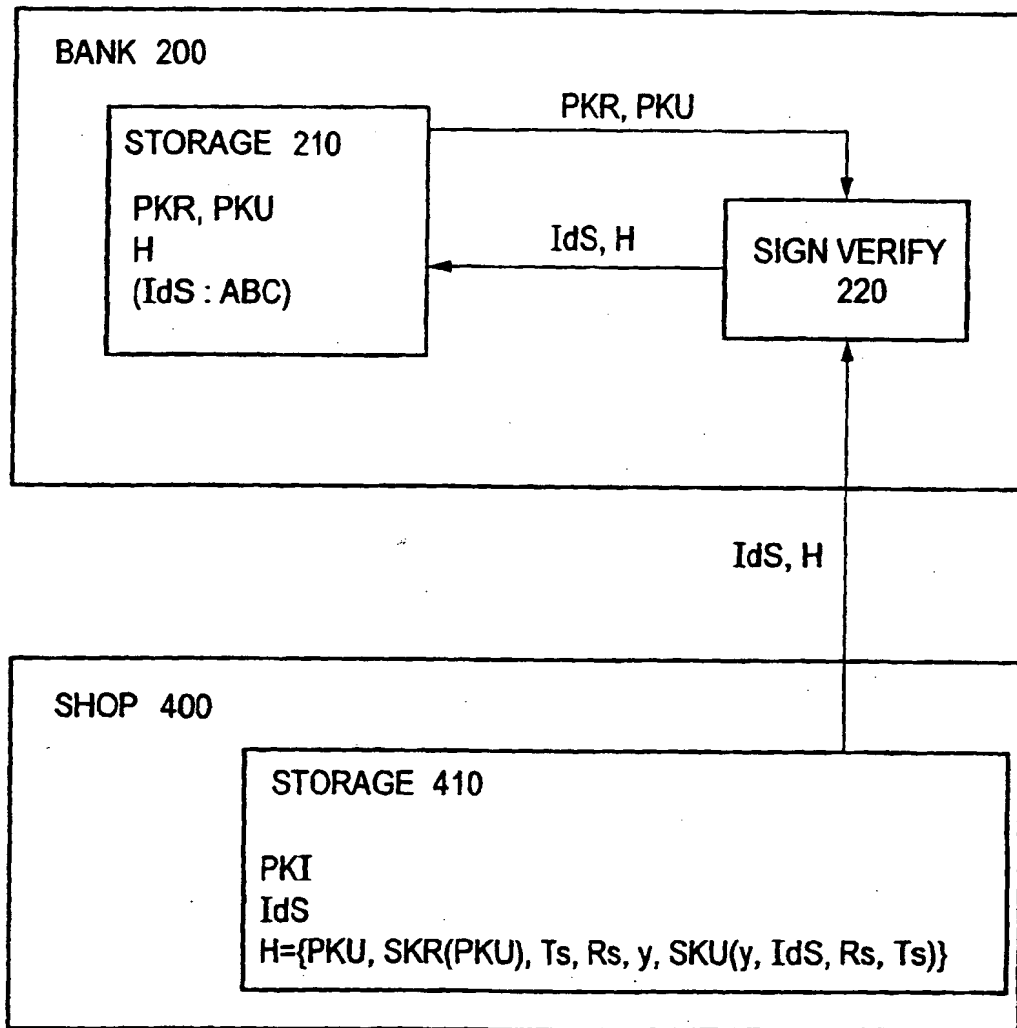 BANK 200
PKR, PKU
STORAGE 210
PKR, PKU
H
(IdS : ABC)
IdS, H
SIGN VERIFY
220
IdS, H
SHOP 400
STORAGE 410
PKI
IdS
H={PKU, SKR(PKU), Ts, Rs, y, SKU(y, IdS, Rs, Ts)}